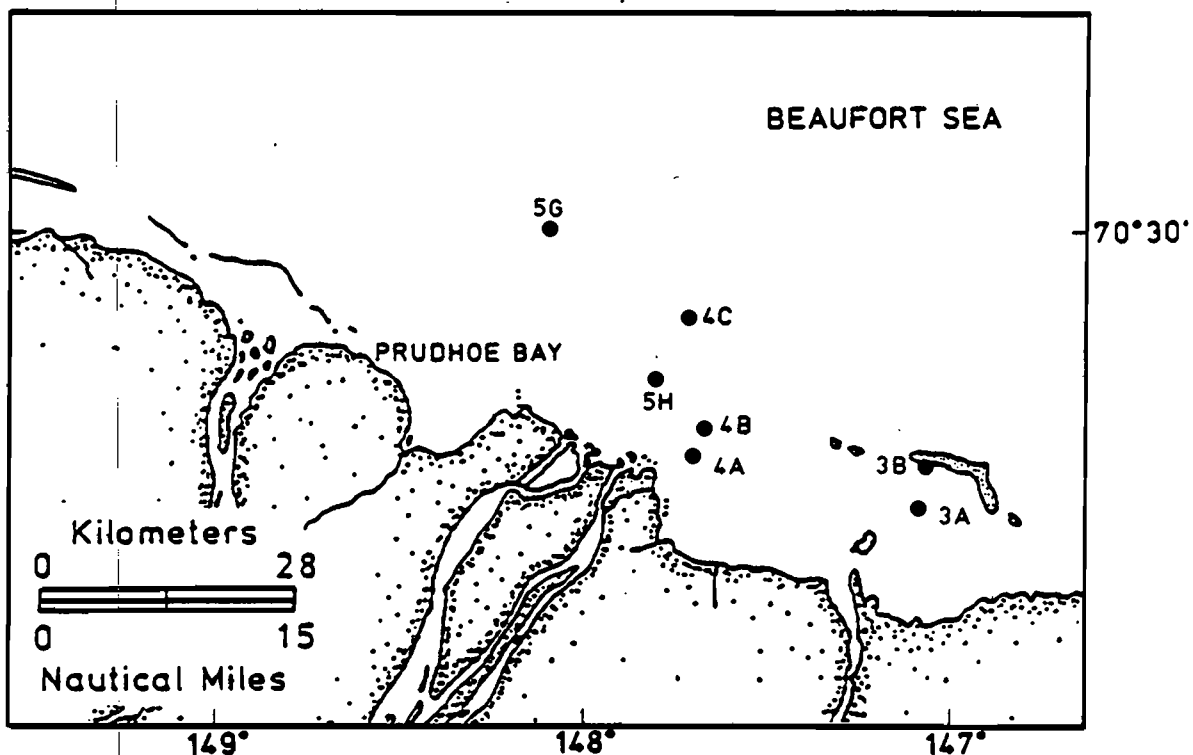 BEAUFORT SEA
5G
70°30'
4C
PRUDHOE BAY
5H
4B
4A
3B
3A
Kilometers
0 28
0 15
Nautical Miles
149° 148° 147°